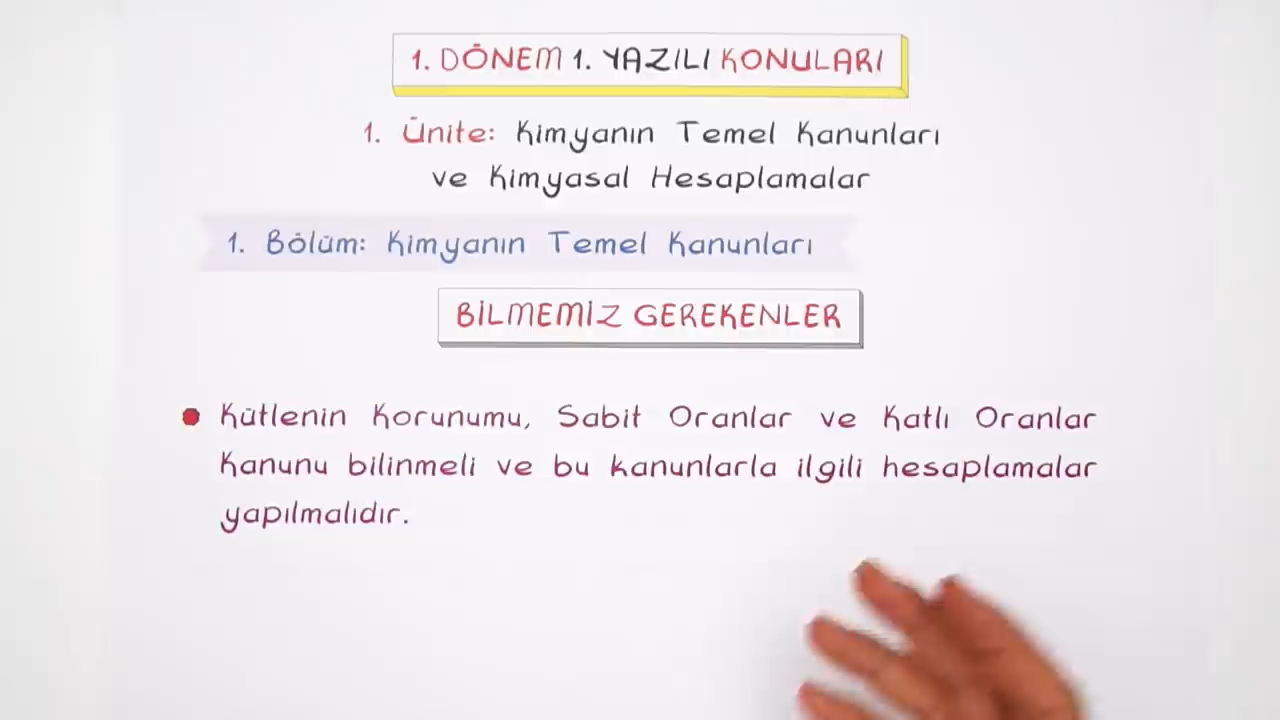 1. DÖNEM 1. YAZILI KONULARI
1. Ünite: Kimyanın Temel Kanunları
ve Kimyasal Hesaplamalar
1. Bölüm: Kimyanın Temel Kanunları
BİLMEMİZ GEREKENLER
Kütlenin Korunumu, Sabit Oranlar ve Katlı Oranlar
Kanunu bilinmeli ve bu kanunlarla ilgili hesaplamalar
yapılmalıdır.